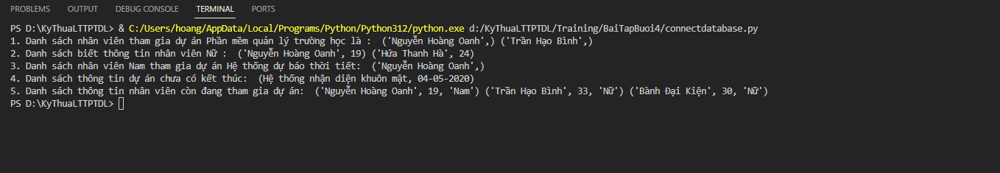 PROBLEMS OUTPUT DEBUG CONSOLE TERMINAL PORTS
PS D:\KyThuaLTTPTDL> & C:/Users/hoang/AppData/Local/Programs/Python/Python312/python.exe d:/KyThuaLTTPTDL/Training/BaiTapBuoi4/connectdatabase.py
1. Danh sách nhân viên tham gia dự án Phần mềm quản lý trường học là :  ('Nguyễn Hoàng Oanh',) ('Trần Hạo Bình',)
2. Danh sách biết thông tin nhân viên Nữ :  ('Nguyễn Hoàng Oanh', 19) ('Hứa Thanh Hà', 24)
3. Danh sách nhân viên Nam tham gia dự án Hệ thống dự báo thời tiết:  ('Nguyễn Hoàng Oanh',)
4. Danh sách thông tin dự án chưa có kết thúc:  (Hệ thống nhận diện khuôn mặt, 04-05-2020)
5. Danh sách thông tin nhân viên còn đang tham gia dự án:  ('Nguyễn Hoàng Oanh', 19, 'Nam') ('Trần Hạo Bình', 33, 'Nữ') ('Bành Đại Kiện', 30, 'Nữ')
PS D:\KyThuaLTTPTDL>